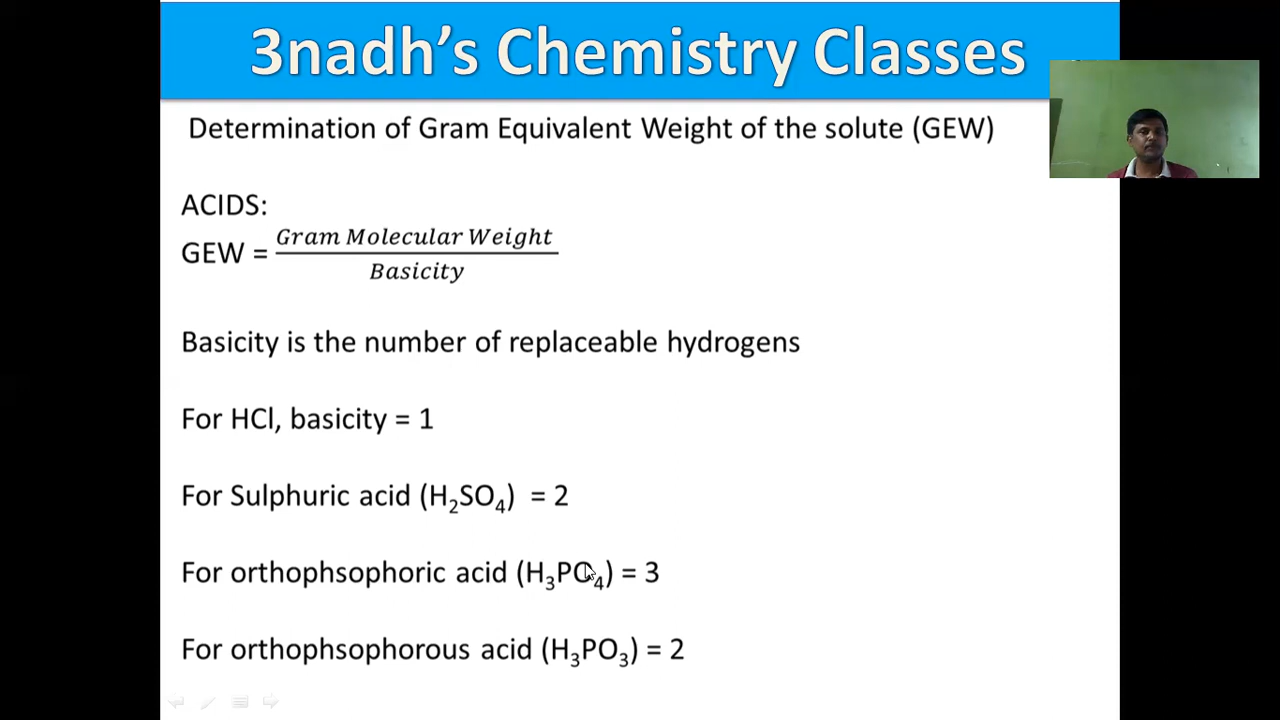 3nadh’s Chemistry Classes
Determination of Gram Equivalent Weight of the solute (GEW)
ACIDS:
GEW = Gram Molecular Weight / Basicity
Basicity is the number of replaceable hydrogens
For HCl, basicity = 1
For Sulphuric acid (H₂SO₄) = 2
For orthophsophoric acid (H₃PO₄) = 3
For orthophsophorous acid (H₃PO₃) = 2